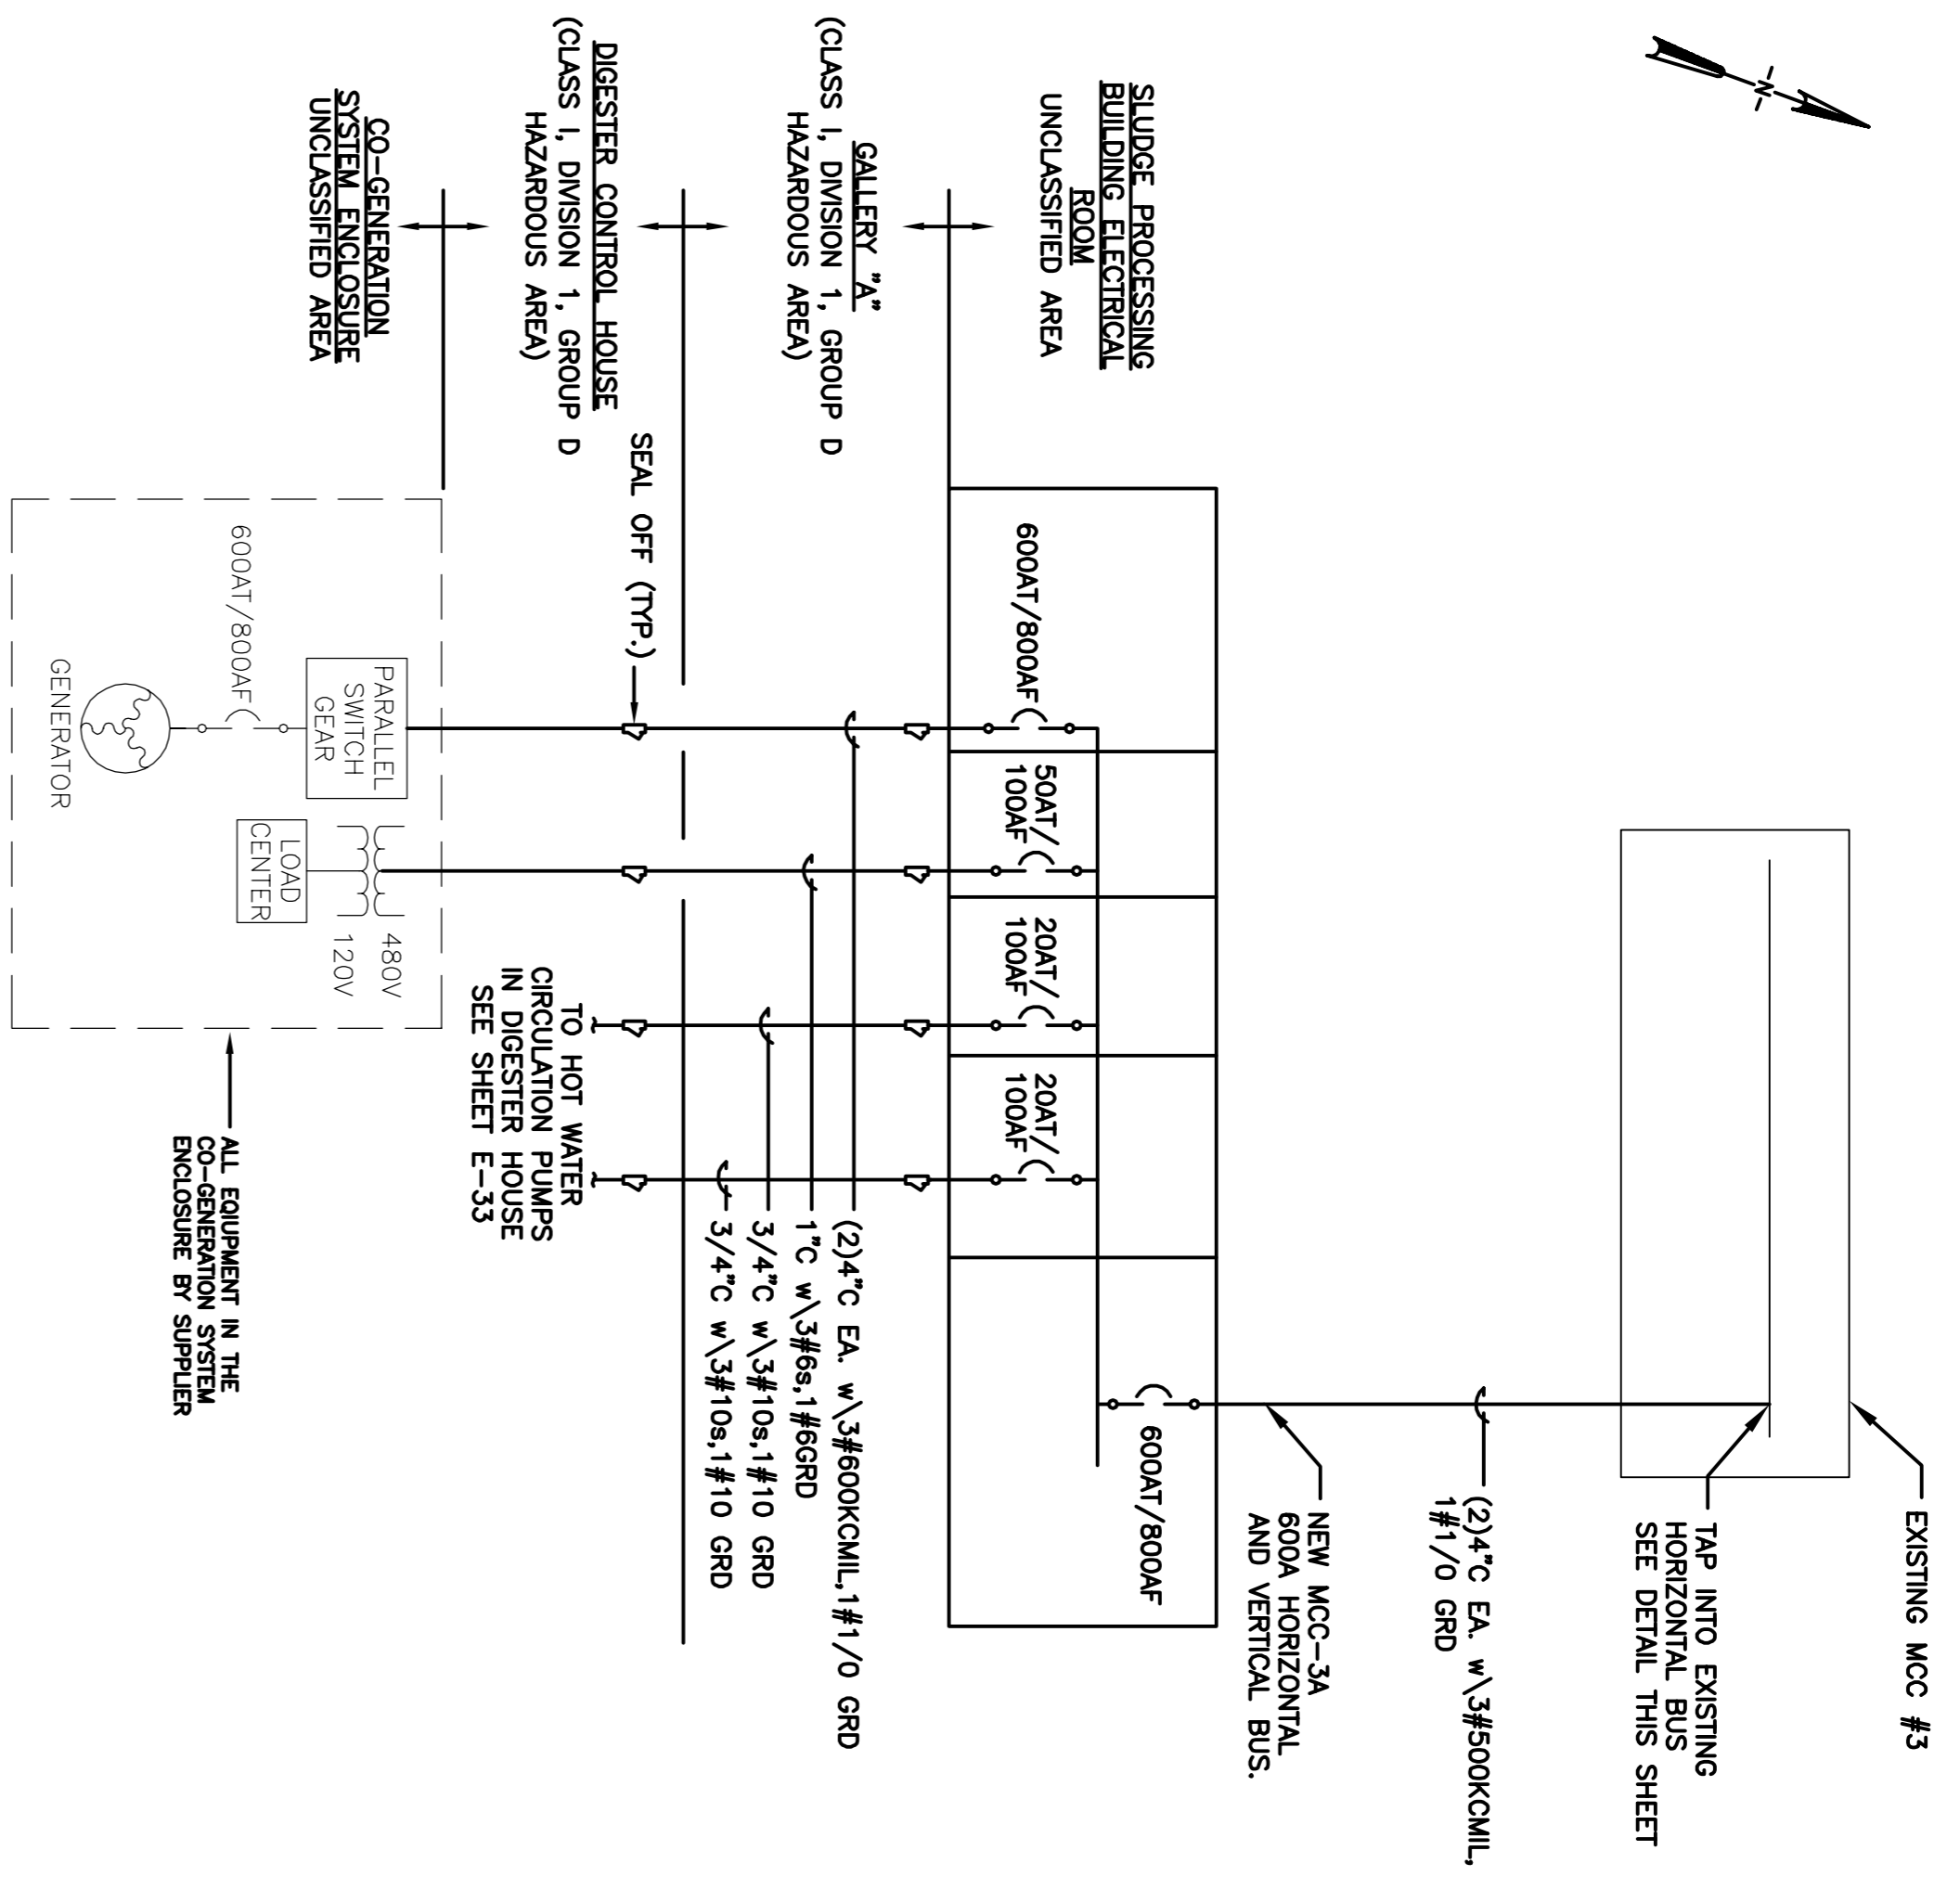 -N-
EXISTING MCC #3
TAP INTO EXISTING
HORIZONTAL BUS
SEE DETAIL THIS SHEET
(2)4"C EA. w\3#500KCMIL,
1#1/0 GRD
NEW MCC-3A
600A HORIZONTAL
AND VERTICAL BUS.
600AT/800AF
SLUDGE PROCESSING
BUILDING ELECTRICAL
ROOM
UNCLASSIFIED AREA
600AT/800AF
50AT/
100AF
20AT/
100AF
20AT/
100AF
GALLERY "A"
(CLASS I, DIVISION 1, GROUP D
HAZARDOUS AREA)
(2)4"C EA. w\3#600KCMIL,1#1/0 GRD
1"C w\3#6s,1#6GRD
3/4"C w\3#10s,1#10 GRD
3/4"C w\3#10s,1#10 GRD
DIGESTER CONTROL HOUSE
(CLASS I, DIVISION 1, GROUP D
HAZARDOUS AREA)
SEAL OFF (TYP.)
TO HOT WATER
CIRCULATION PUMPS
IN DIGESTER HOUSE
SEE SHEET E-33
CO-GENERATION
SYSTEM ENCLOSURE
UNCLASSIFIED AREA
PARALLEL
SWITCH
GEAR
480V
120V
LOAD
CENTER
600AT/800AF
GENERATOR
ALL EQIUPMENT IN THE
CO-GENERATION SYSTEM
ENCLOSURE BY SUPPLIER